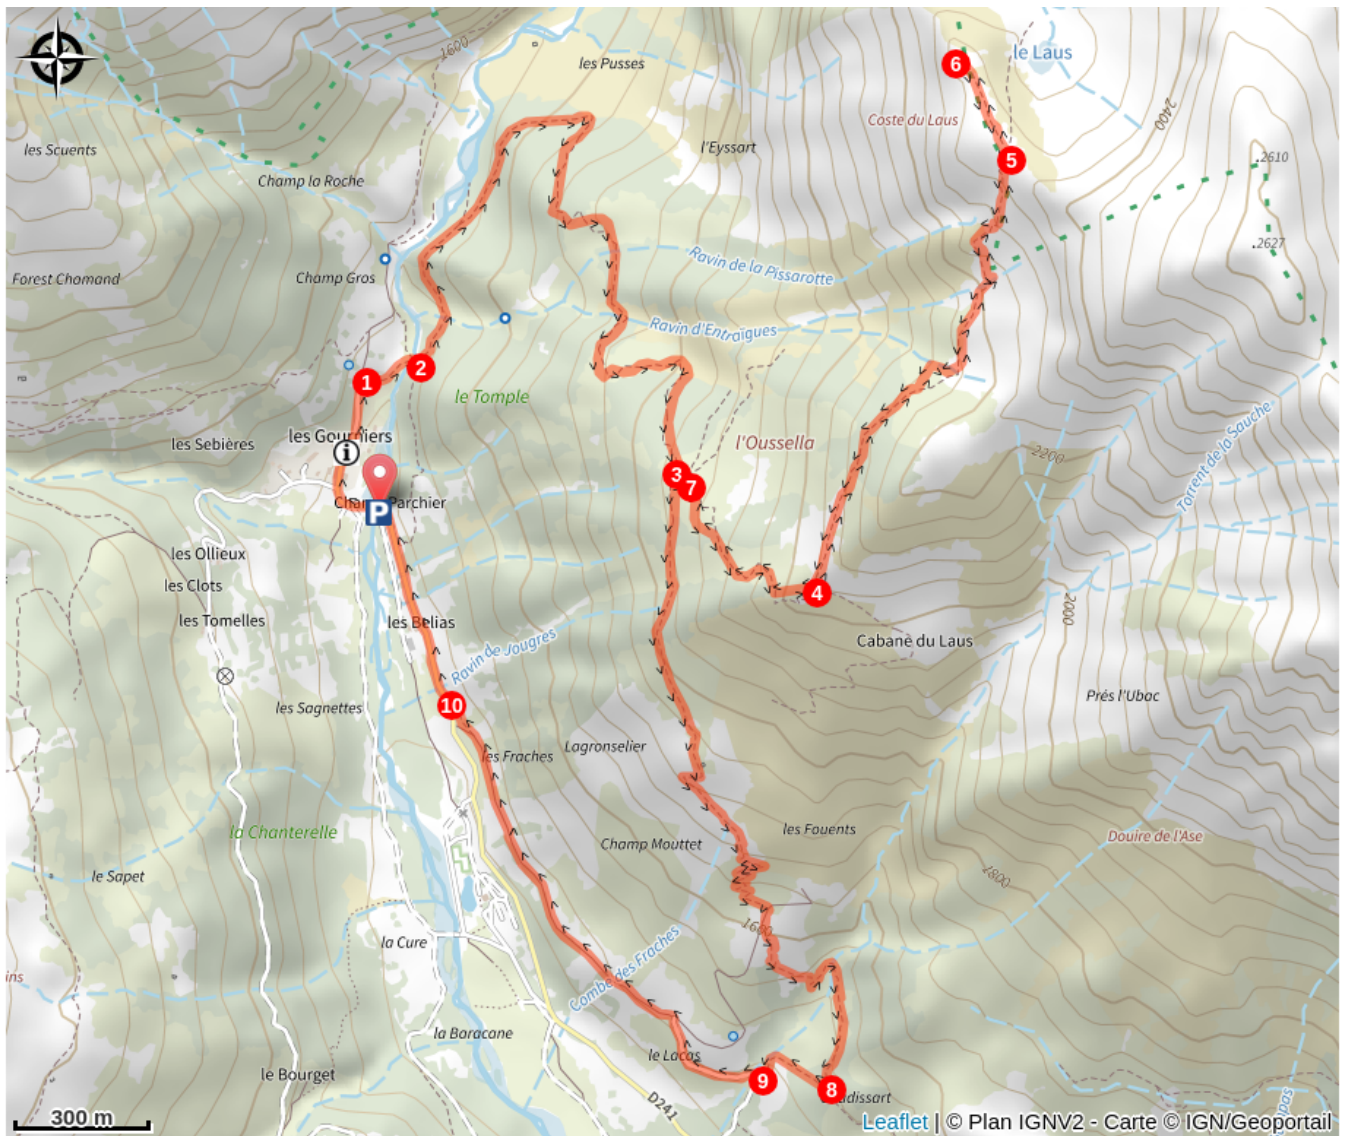 1600
les Pusses
le Laus
6
Coste du Laus
2400
les Scuents
l'Eyssart
5
.2610
Champ la Roche
.2627
Forest Chomand
Champ Gros
Ravin de la Pissarotte
Ravin d'Entraigues
1
2
le Tomple
les Sebières
les Gourniers
i
l'Oussella
2200
Torrent de la Sauche
3
7
Parchier
P
les Ollieux
les Clots
4
2000
les Tomelles
les Belias
Ravin de Jougres
Cabane du Laus
les Sagnettes
10
Prés l'Ubac
les Fraches
Lagronselier
la Chanterelle
les Fouents
Champ Mouttet
Douire de l'Ase
le Sapet
1800
1600
la Cure
Combe des Fraches
ins
la Baracane
le Lacas
le Bourget
9
8
D241
300 m
Leaflet | © Plan IGNV2 - Carte © IGN/Geoportail